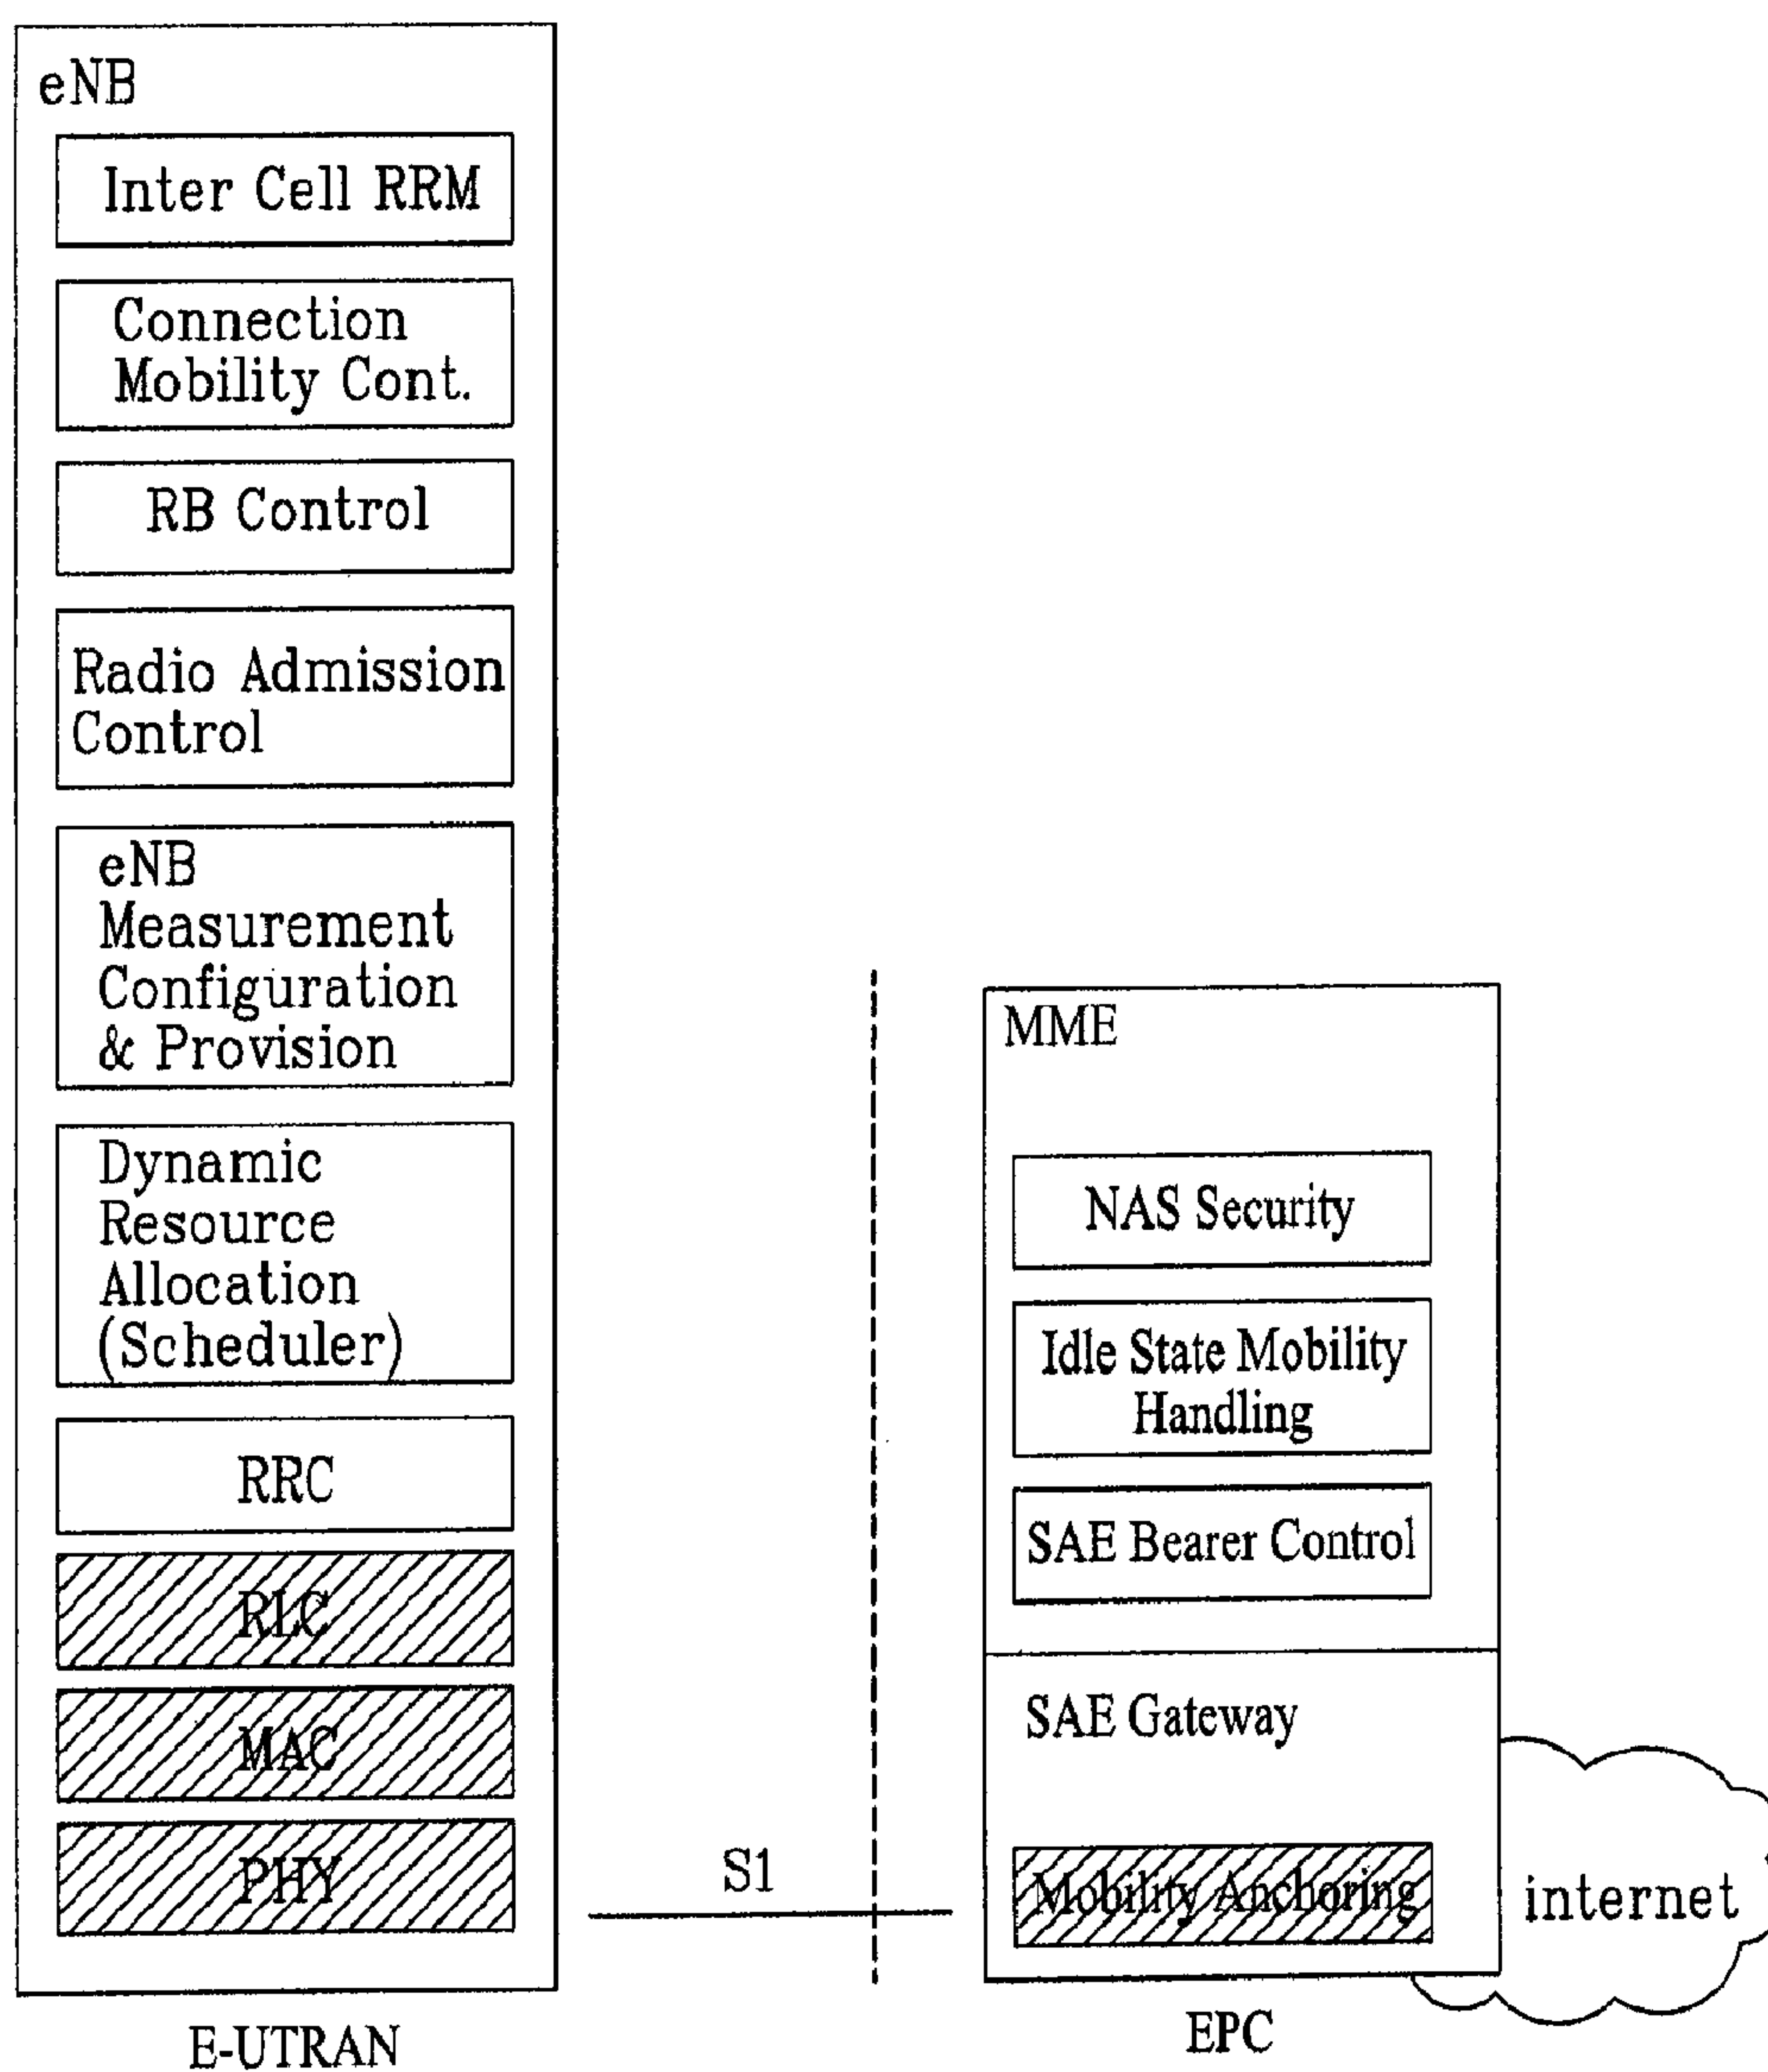 eNB
Inter Cell RRM
Connection
Mobility Cont.
RB Control
Radio Admission
Control
eNB
Measurement
Configuration
& Provision
Dynamic
Resource
Allocation
(Scheduler)
RRC
RLC
MAC
PHY
E-UTRAN
S1
MME
NAS Security
Idle State Mobility
Handling
SAE Bearer Control
SAE Gateway
Mobility Anchoring
EPC
internet